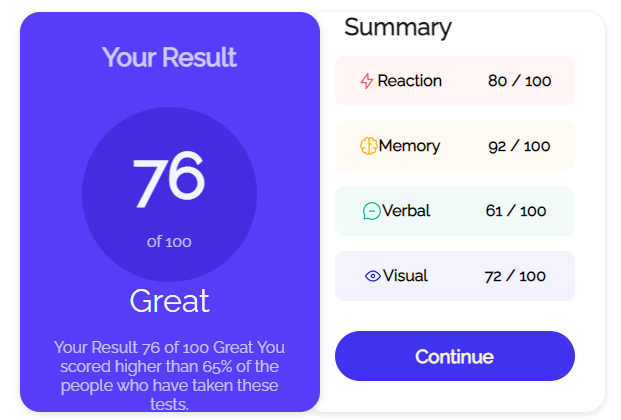 Your Result
76
of 100
Great
Your Result 76 of 100 Great You
scored higher than 65% of the
people who have taken these
tests.
Summary
Reaction 80 / 100
Memory 92 / 100
Verbal 61 / 100
Visual 72 / 100
Continue